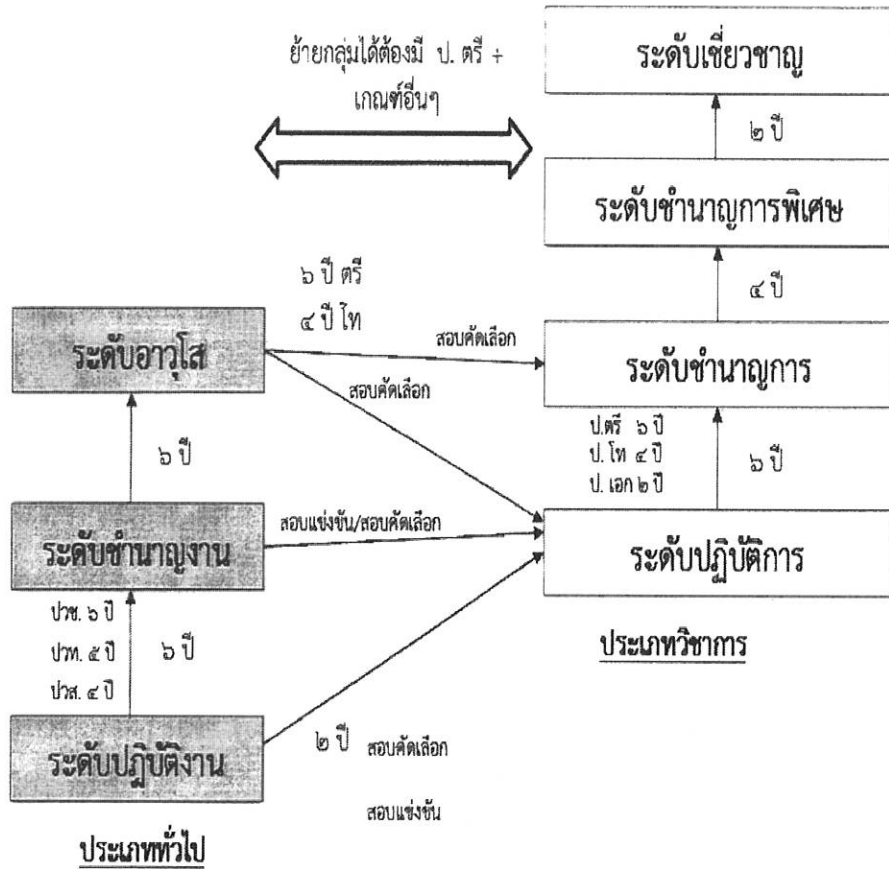 ย้ายกลุ่มได้ต้องมี ป. ตรี +
เกณฑ์อื่นๆ
ระดับเชี่ยวชาญ
๒ ปี
ระดับชำนาญการพิเศษ
๔ ปี
๖ ปี ตรี
๔ ปี โท
ระดับอาวุโส
สอบคัดเลือก
สอบคัดเลือก
ระดับชำนาญการ
๖ ปี
ป.ตรี ๖ ปี
ป. โท ๔ ปี
ป. เอก ๒ ปี
๖ ปี
ระดับชำนาญงาน
สอบแข่งขัน/สอบคัดเลือก
ระดับปฏิบัติการ
ปวช. ๖ ปี
ปวท. ๕ ปี
ปวส. ๔ ปี
๖ ปี
ประเภทวิชาการ
ระดับปฏิบัติงาน
๒ ปี สอบคัดเลือก
สอบแข่งขัน
ประเภททั่วไป